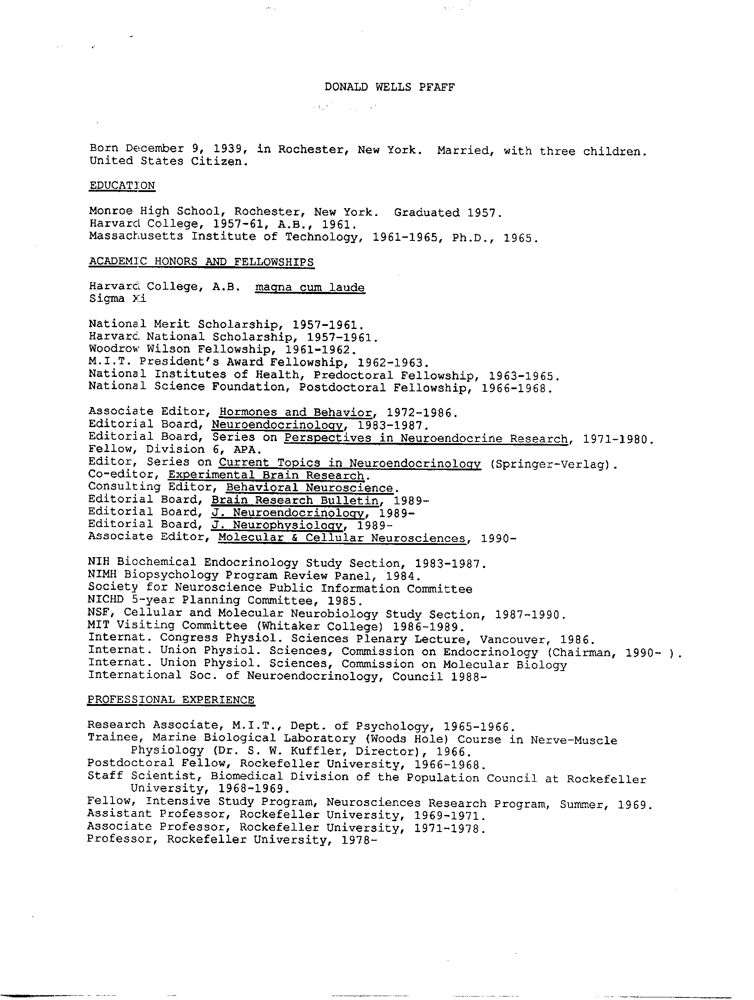 DONALD WELLS PFAFF
Born December 9, 1939, in Rochester, New York. Married, with three children.
United States Citizen.
EDUCATION
Monroe High School, Rochester, New York. Graduated 1957.
Harvard College, 1957-61, A.B., 1961.
Massachusetts Institute of Technology, 1961-1965, Ph.D., 1965.
ACADEMIC HONORS AND FELLOWSHIPS
Harvard College, A.B. magna cum laude
Sigma Xi
National Merit Scholarship, 1957-1961.
Harvard National Scholarship, 1957-1961.
Woodrow Wilson Fellowship, 1961-1962.
M.I.T. President's Award Fellowship, 1962-1963.
National Institutes of Health, Predoctoral Fellowship, 1963-1965.
National Science Foundation, Postdoctoral Fellowship, 1966-1968.
Associate Editor, Hormones and Behavior, 1972-1986.
Editorial Board, Neuroendocrinology, 1983-1987.
Editorial Board, Series on Perspectives in Neuroendocrine Research, 1971-1980.
Fellow, Division 6, APA.
Editor, Series on Current Topics in Neuroendocrinology (Springer-Verlag).
Co-editor, Experimental Brain Research.
Consulting Editor, Behavioral Neuroscience.
Editorial Board, Brain Research Bulletin, 1989-
Editorial Board, J. Neuroendocrinology, 1989-
Editorial Board, J. Neurophysiology, 1989-
Associate Editor, Molecular & Cellular Neurosciences, 1990-
NIH Biochemical Endocrinology Study Section, 1983-1987.
NIMH Biopsychology Program Review Panel, 1984.
Society for Neuroscience Public Information Committee
NICHD 5-year Planning Committee, 1985.
NSF, Cellular and Molecular Neurobiology Study Section, 1987-1990.
MIT Visiting Committee (Whitaker College) 1986-1989.
Internat. Congress Physiol. Sciences Plenary Lecture, Vancouver, 1986.
Internat. Union Physiol. Sciences, Commission on Endocrinology (Chairman, 1990- ).
Internat. Union Physiol. Sciences, Commission on Molecular Biology
International Soc. of Neuroendocrinology, Council 1988-
PROFESSIONAL EXPERIENCE
Research Associate, M.I.T., Dept. of Psychology, 1965-1966.
Trainee, Marine Biological Laboratory (Woods Hole) Course in Nerve-Muscle
Physiology (Dr. S. W. Kuffler, Director), 1966.
Postdoctoral Fellow, Rockefeller University, 1966-1968.
Staff Scientist, Biomedical Division of the Population Council at Rockefeller
University, 1968-1969.
Fellow, Intensive Study Program, Neurosciences Research Program, Summer, 1969.
Assistant Professor, Rockefeller University, 1969-1971.
Associate Professor, Rockefeller University, 1971-1978.
Professor, Rockefeller University, 1978-